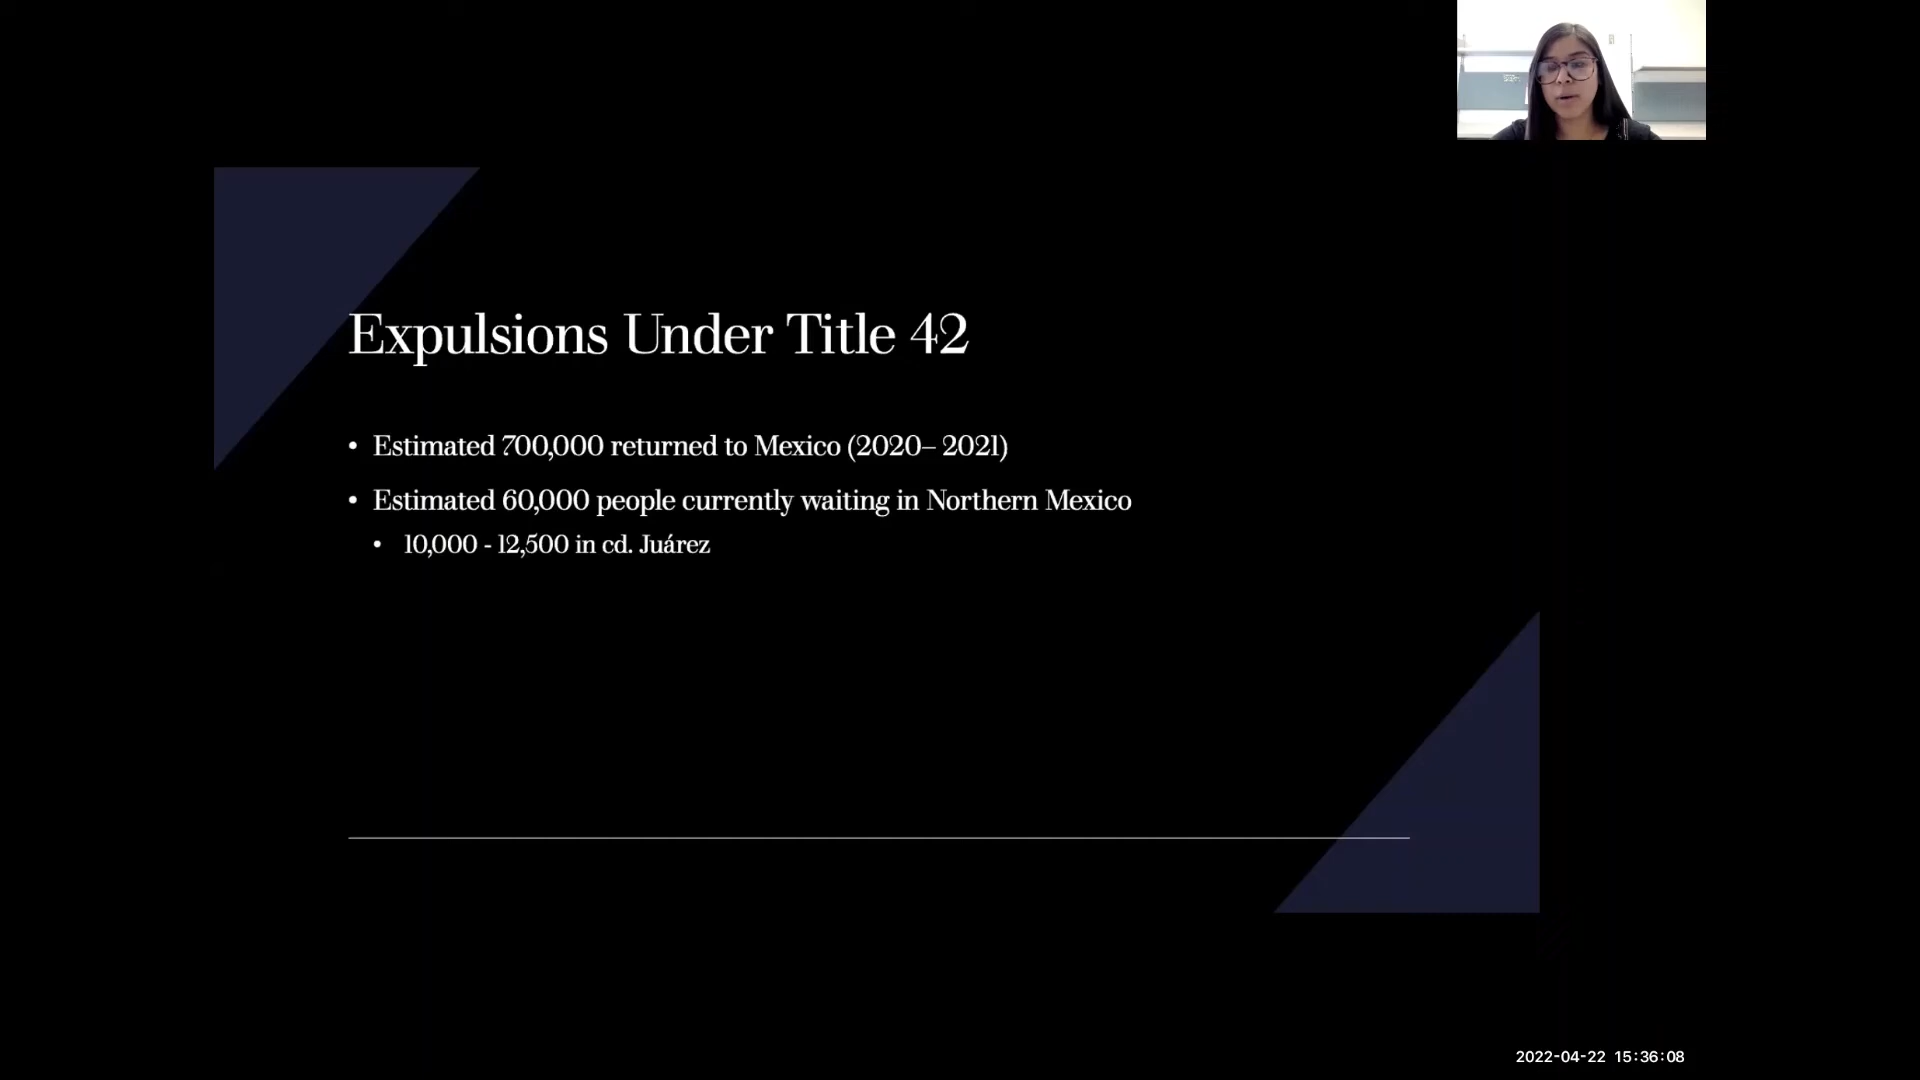 Expulsions Under Title 42
• Estimated 700,000 returned to Mexico (2020– 2021)
• Estimated 60,000 people currently waiting in Northern Mexico
• 10,000 - 12,500 in cd. Juárez
2022-04-22 15:36:08